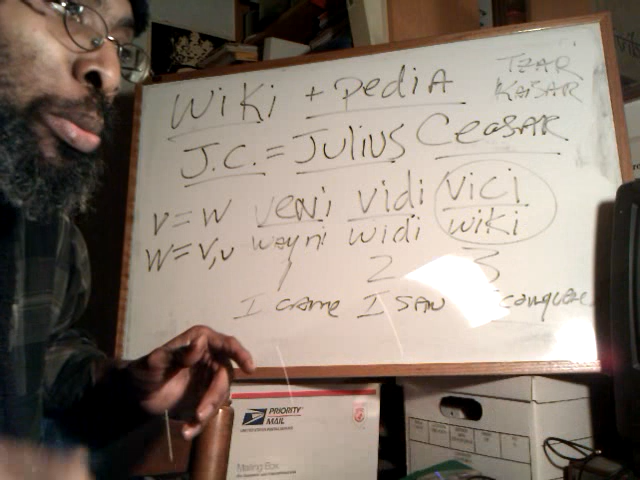 WiKi + PediA
TZAR
KAISAR
J.C. = JULIUS CeasAR
V = W veni vidi vici
W = V, U wayni widi wiki
1 2 3
I came I SAW I conquer
PRIORITY
MAIL
Mailing Box